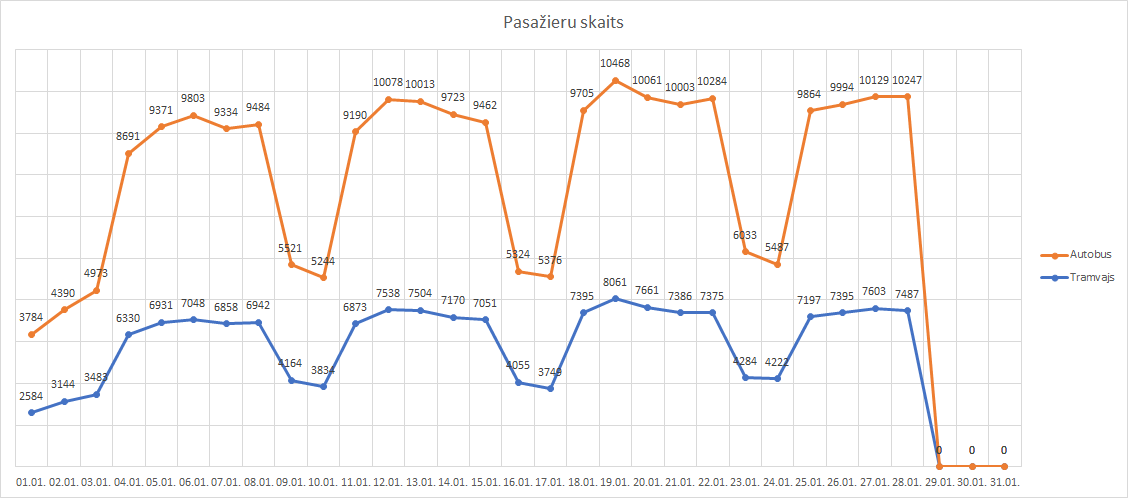 Pasažieru skaits
3784 4390 4973 8691 9371 9803 9334 9484 5521 5244 9190 10078 10013 9723 9462 5324 5376 9705 10468 10061 10003 10284 6033 5487 9864 9994 10129 10247 0 0 0
2584 3144 3483 6330 6931 7048 6858 6942 4164 3834 6873 7538 7504 7170 7051 4055 3749 7395 8061 7661 7386 7375 4284 4222 7197 7395 7603 7487
01.01. 02.01. 03.01. 04.01. 05.01. 06.01. 07.01. 08.01. 09.01. 10.01. 11.01. 12.01. 13.01. 14.01. 15.01. 16.01. 17.01. 18.01. 19.01. 20.01. 21.01. 22.01. 23.01. 24.01. 25.01. 26.01. 27.01. 28.01. 29.01. 30.01. 31.01.
Autobus
Tramvajs